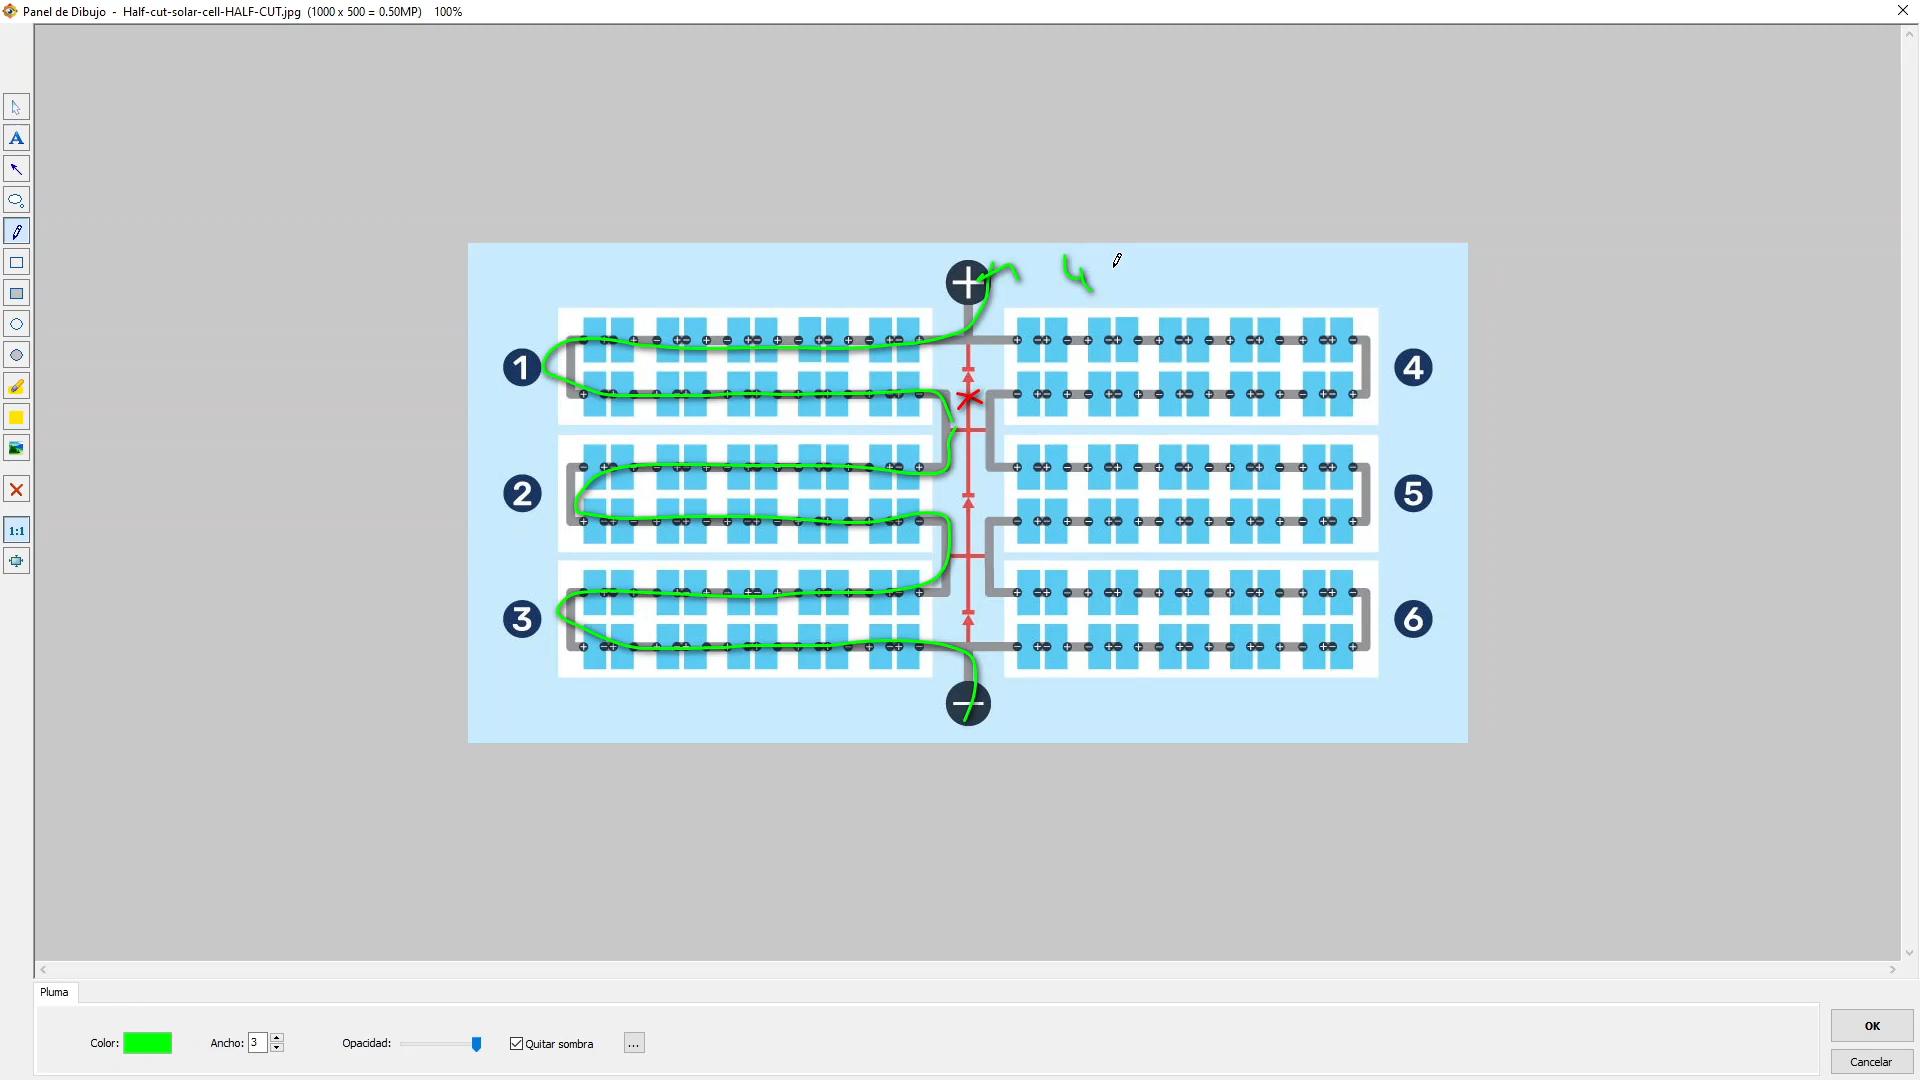 Panel de Dibujo - Half-cut-solar-cell-HALF-CUT.jpg (1000 x 500 = 0.50MP) 100%
A
1:1
+
1
4
2
5
3
6
−
4
Pluma
Color:
Ancho: 3
Opacidad:
Quitar sombra
...
OK
Cancelar